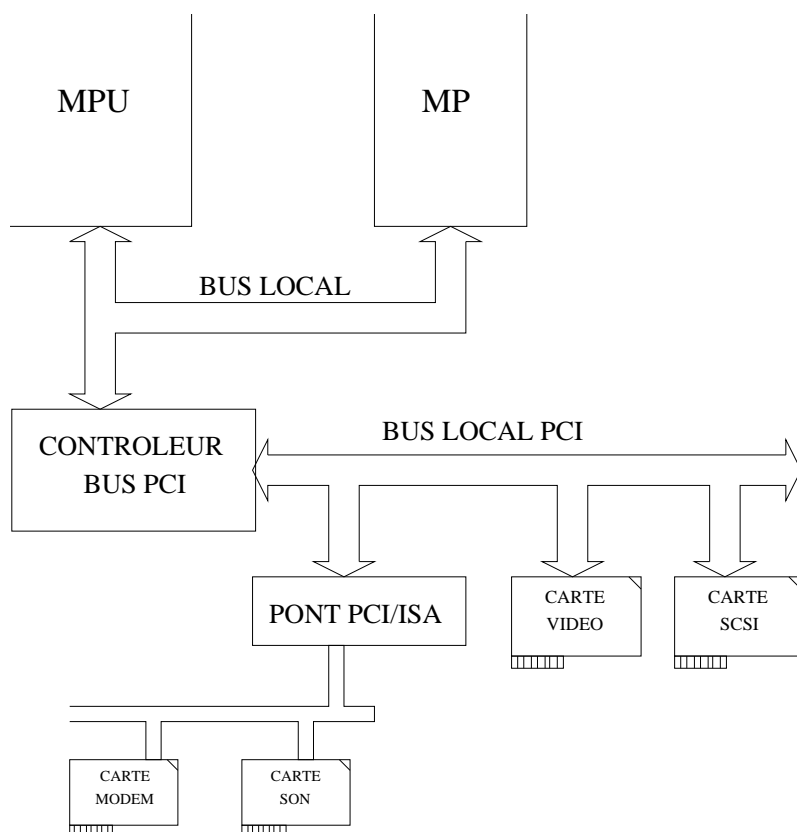 MPU
MP
BUS LOCAL
CONTROLEUR
BUS PCI
BUS LOCAL PCI
PONT PCI/ISA
CARTE
VIDEO
CARTE
SCSI
CARTE
MODEM
CARTE
SON